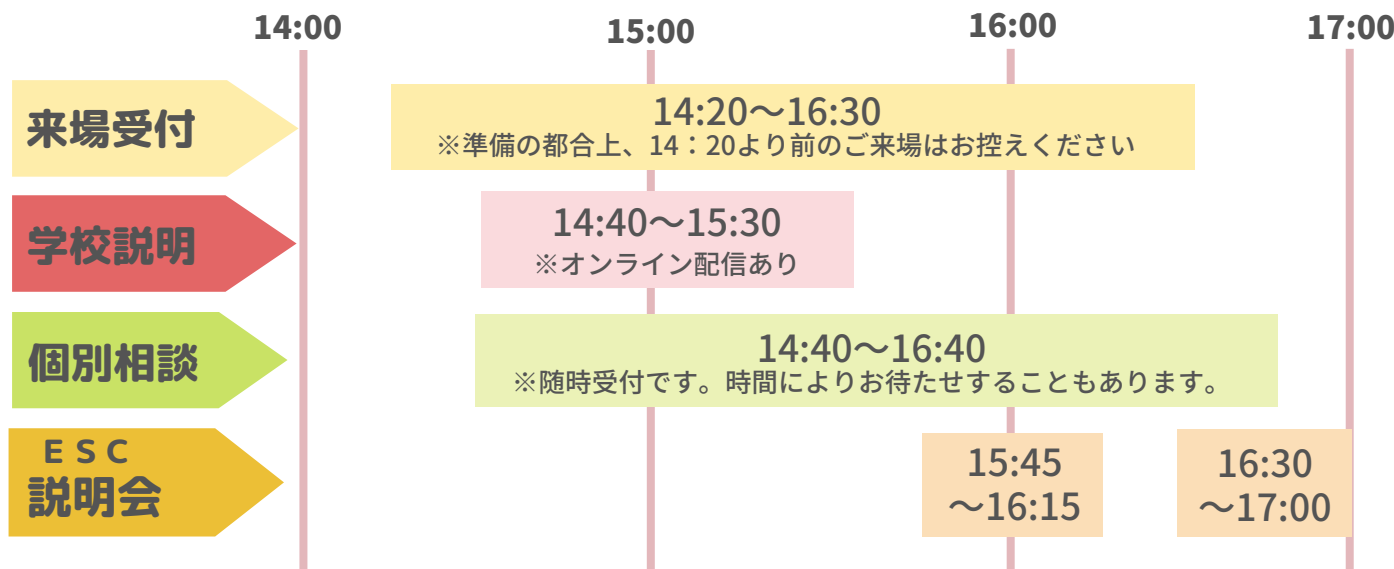 14:00
15:00
16:00
17:00
来場受付
14:20～16:30
※準備の都合上、14：20より前のご来場はお控えください
学校説明
14:40～15:30
※オンライン配信あり
個別相談
14:40～16:40
※随時受付です。時間によりお待たせすることもあります。
ＥＳＣ
説明会
15:45
～16:15
16:30
～17:00